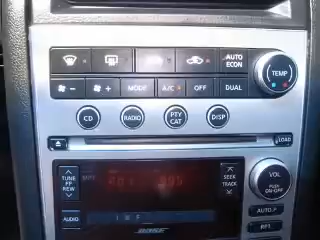 AUTO ECON
TEMP
− + MODE A/C OFF DUAL
CD RADIO PTY CAT DISP
LOAD
TUNE FF REW
SEEK TRACK
VOL
PUSH ON·OFF
AUDIO
AUTO.P
RPT
BOSE